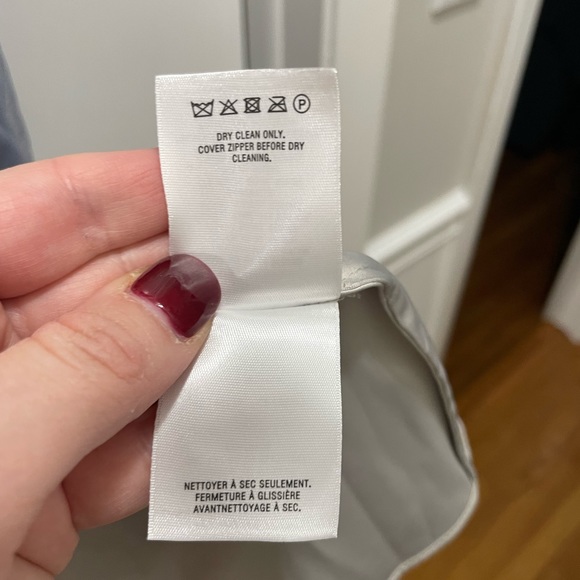 P
DRY CLEAN ONLY.
COVER ZIPPER BEFORE DRY
CLEANING.
NETTOYER À SEC SEULEMENT.
FERMETURE À GLISSIÈRE
AVANTNETTOYAGE À SEC.